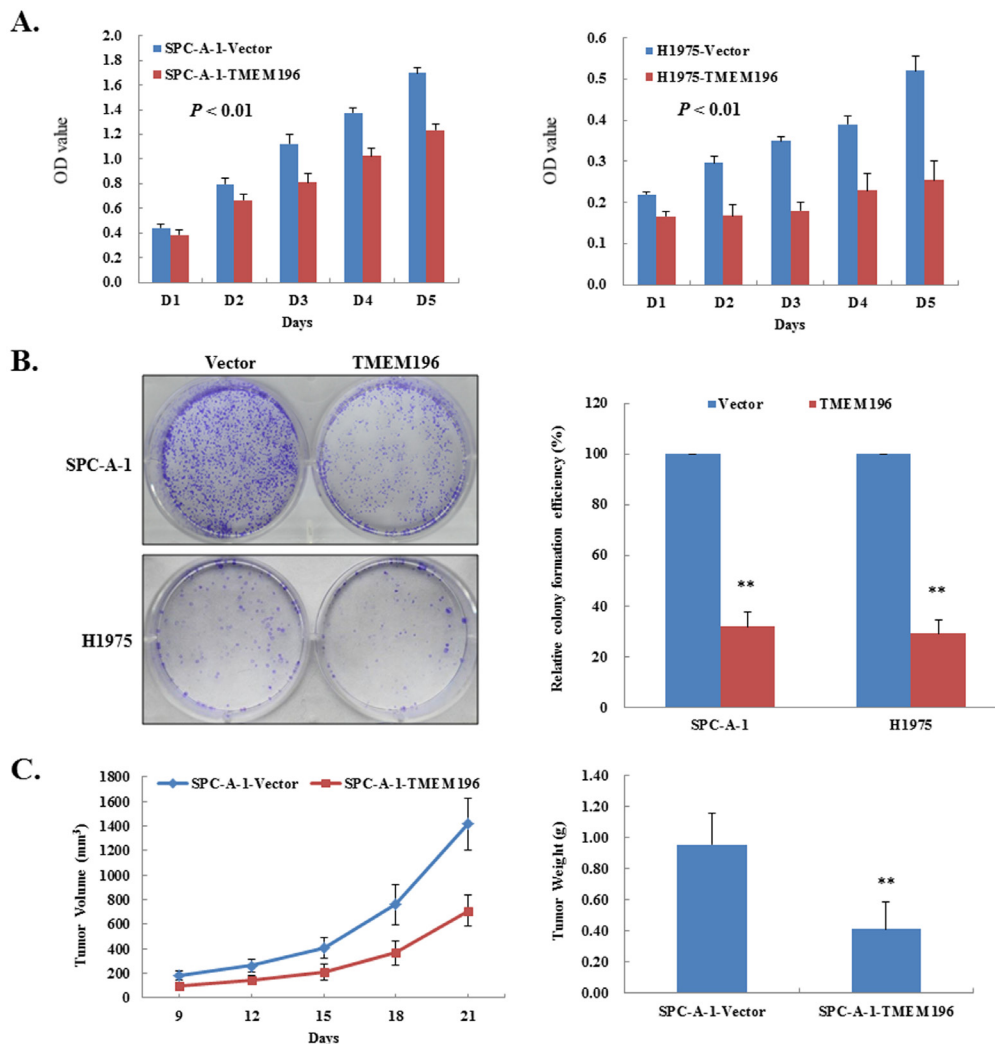 A.
SPC-A-1-Vector
SPC-A-1-TMEM196
P < 0.01
OD value
2.0
1.8
1.6
1.4
1.2
1.0
0.8
0.6
0.4
0.2
0.0
D1 D2 D3 D4 D5
Days
H1975-Vector
H1975-TMEM196
P < 0.01
OD value
0.6
0.5
0.4
0.3
0.2
0.1
0.0
D1 D2 D3 D4 D5
Days
B.
Vector TMEM196
SPC-A-1
H1975
Vector TMEM196
Relative colony formation efficiency (%)
120
100
80
60
40
20
0
**
**
SPC-A-1 H1975
C.
SPC-A-1-Vector SPC-A-1-TMEM196
Tumor Volume (mm³)
1800
1600
1400
1200
1000
800
600
400
200
0
9 12 15 18 21
Days
Tumor Weight (g)
1.40
1.20
1.00
0.80
0.60
0.40
0.20
0.00
**
SPC-A-1-Vector SPC-A-1-TMEM196